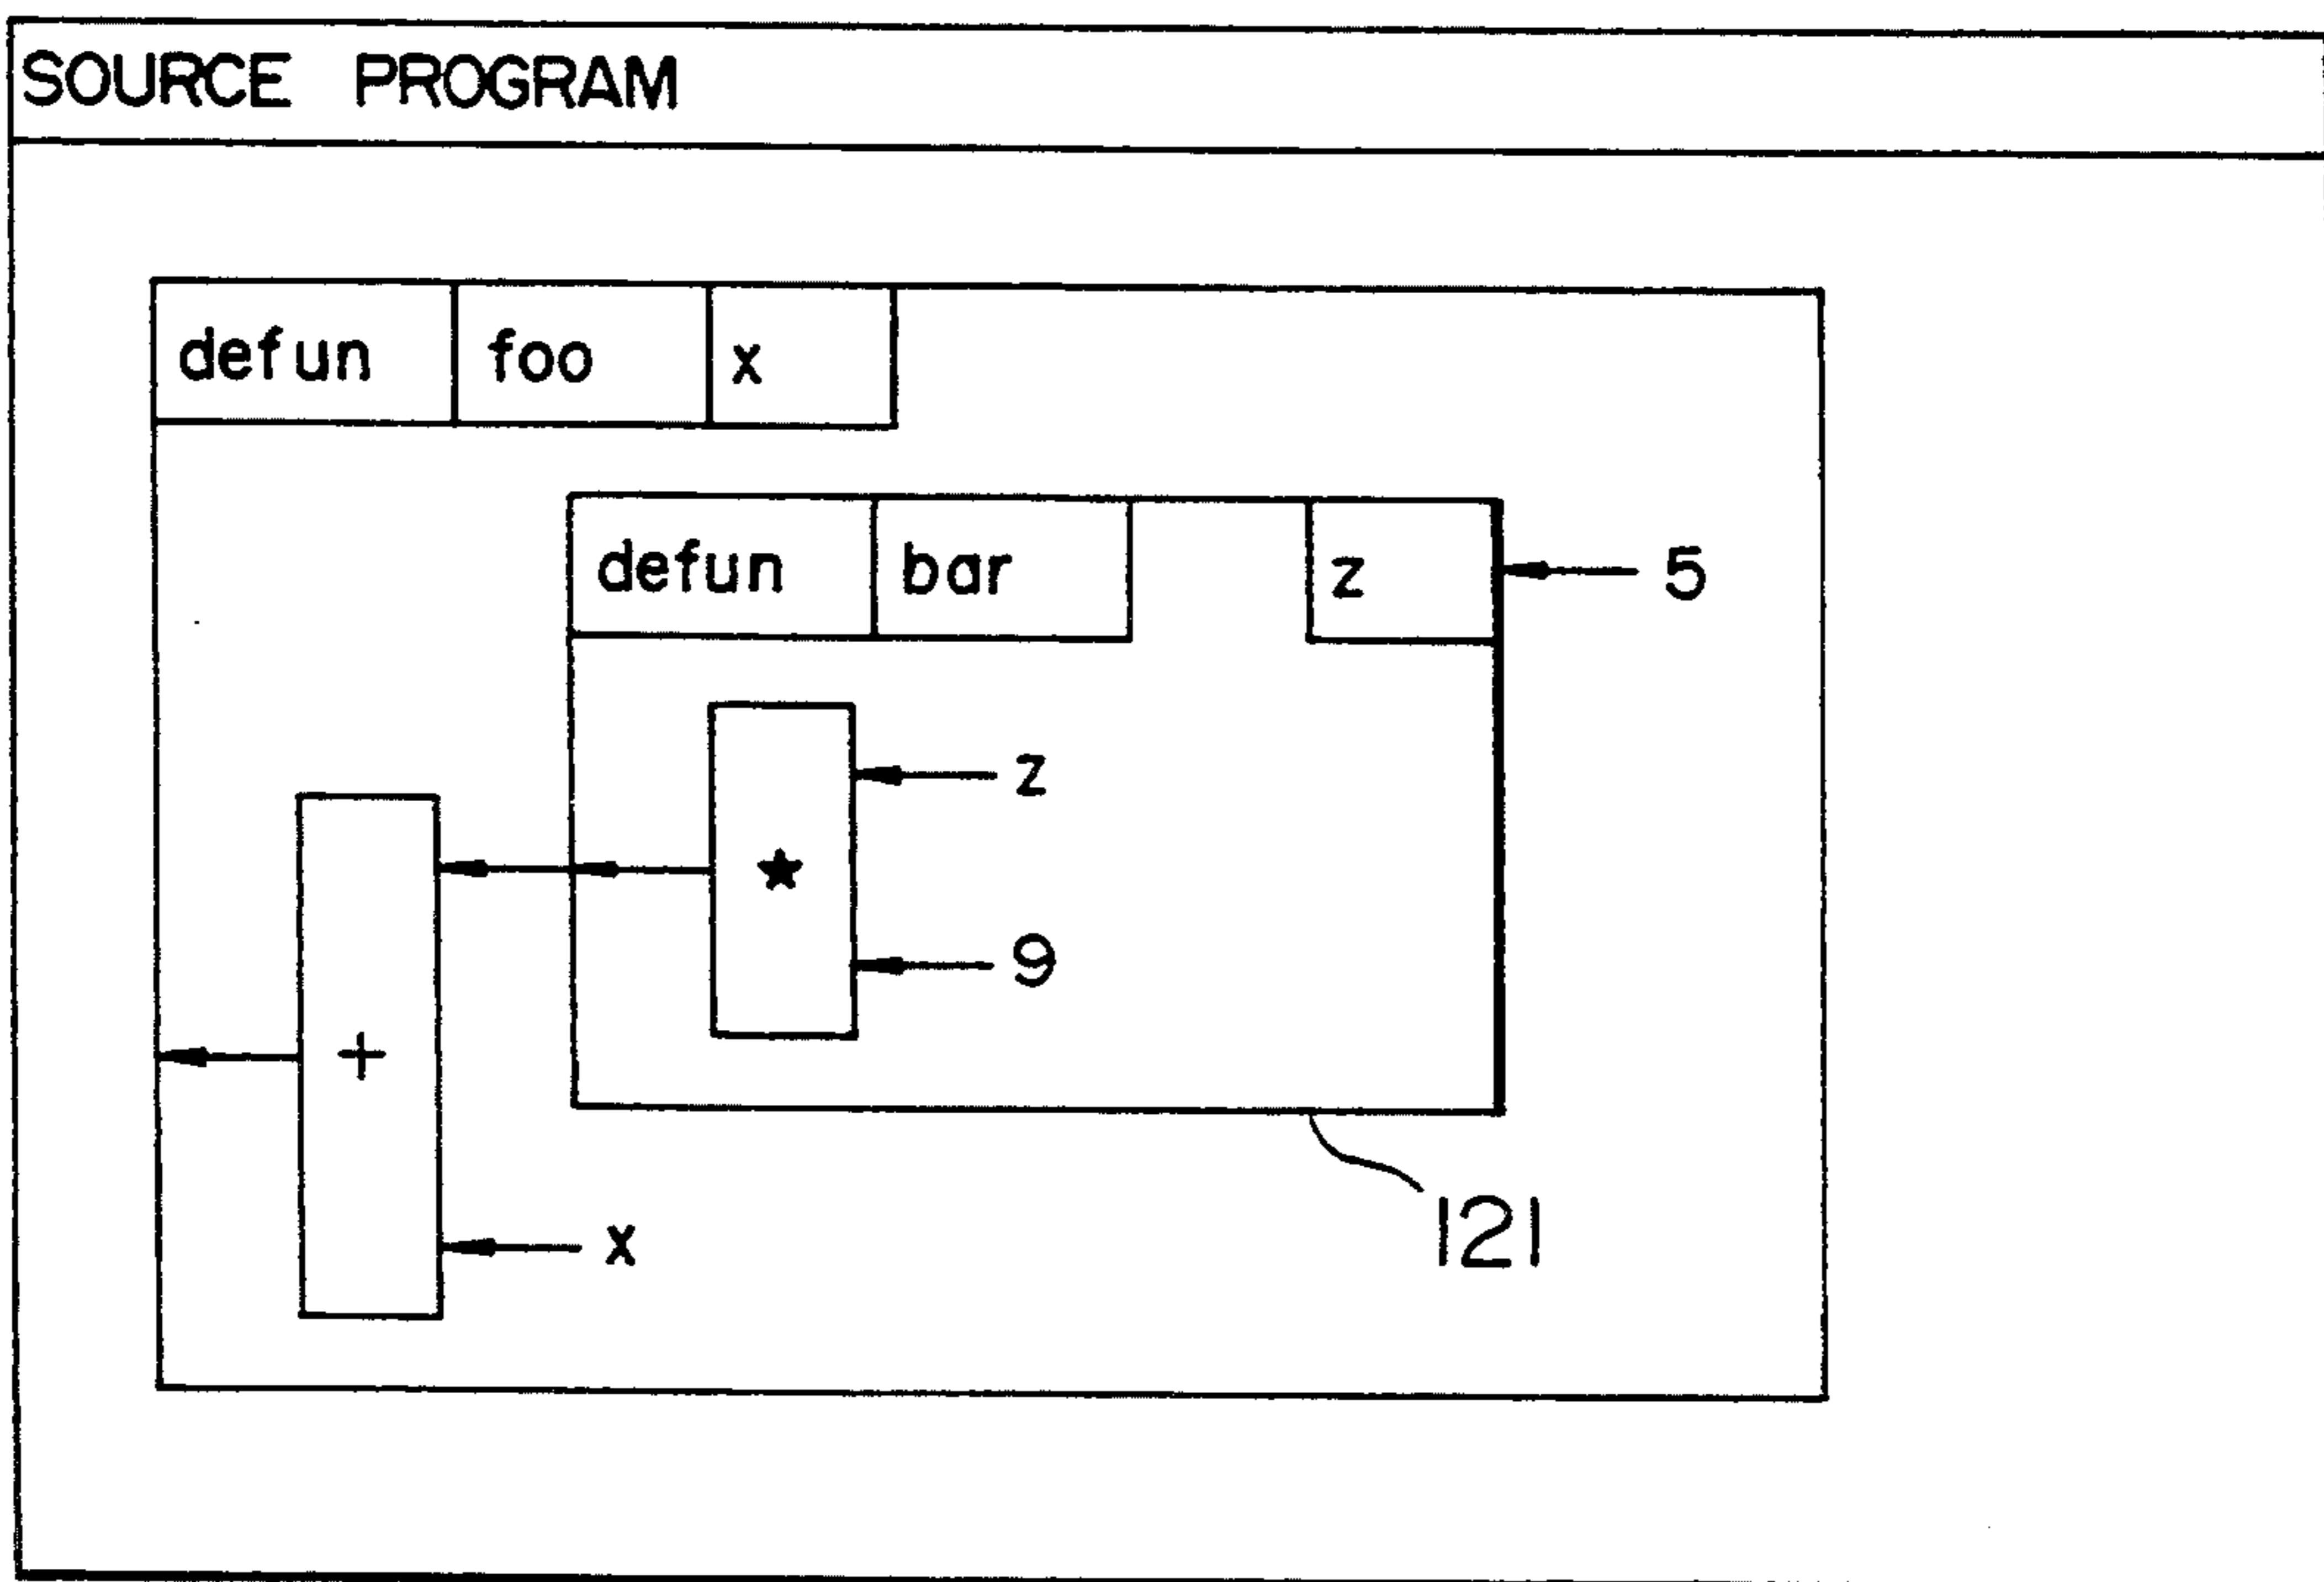 SOURCE PROGRAM
defun foo x
defun bar z 5
z
★
9
+
x
121